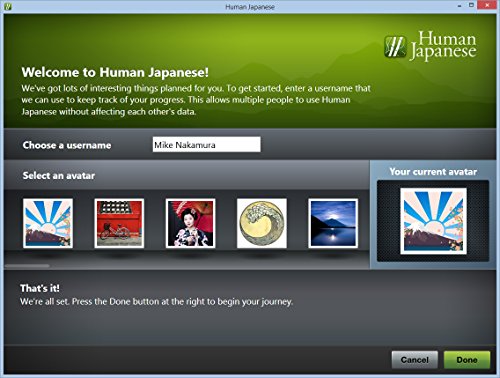 Human Japanese
Human
Japanese
Welcome to Human Japanese!
We've got lots of interesting things planned for you. To get started, enter a username that
we can use to keep track of your progress. This allows multiple people to use Human
Japanese without affecting each other's data.
Choose a username
Mike Nakamura
Select an avatar
Your current avatar
That's it!
We're all set. Press the Done button at the right to begin your journey.
Cancel
Done